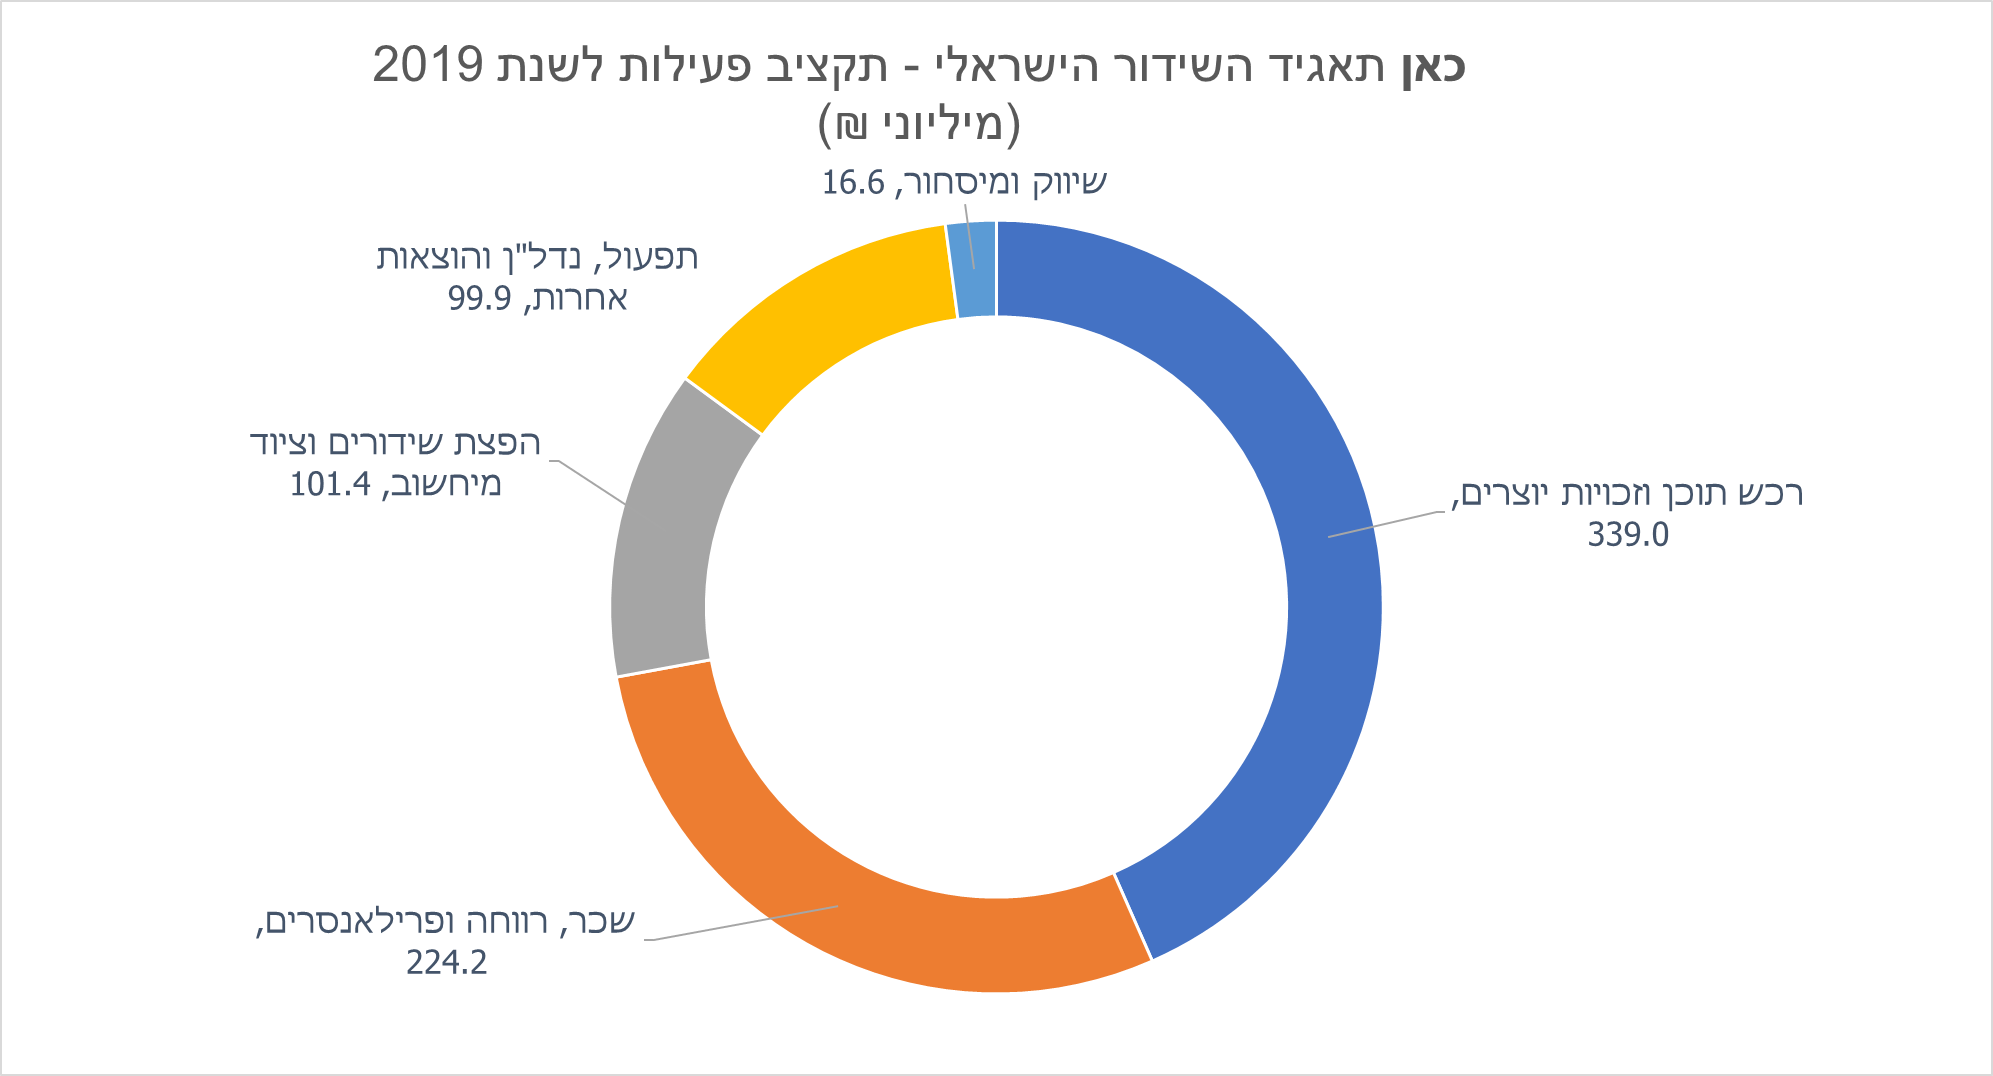 כאן תאגיד השידור הישראלי - תקציב פעילות לשנת 2019
(מיליוני ₪)
שיווק ומיסחור, 16.6
תפעול, נדל"ן והוצאות
אחרות, 99.9
הפצת שידורים וציוד
מיחשוב, 101.4
רכש תוכן וזכויות יוצרים,
339.0
שכר, רווחה ופרילאנסרים,
224.2